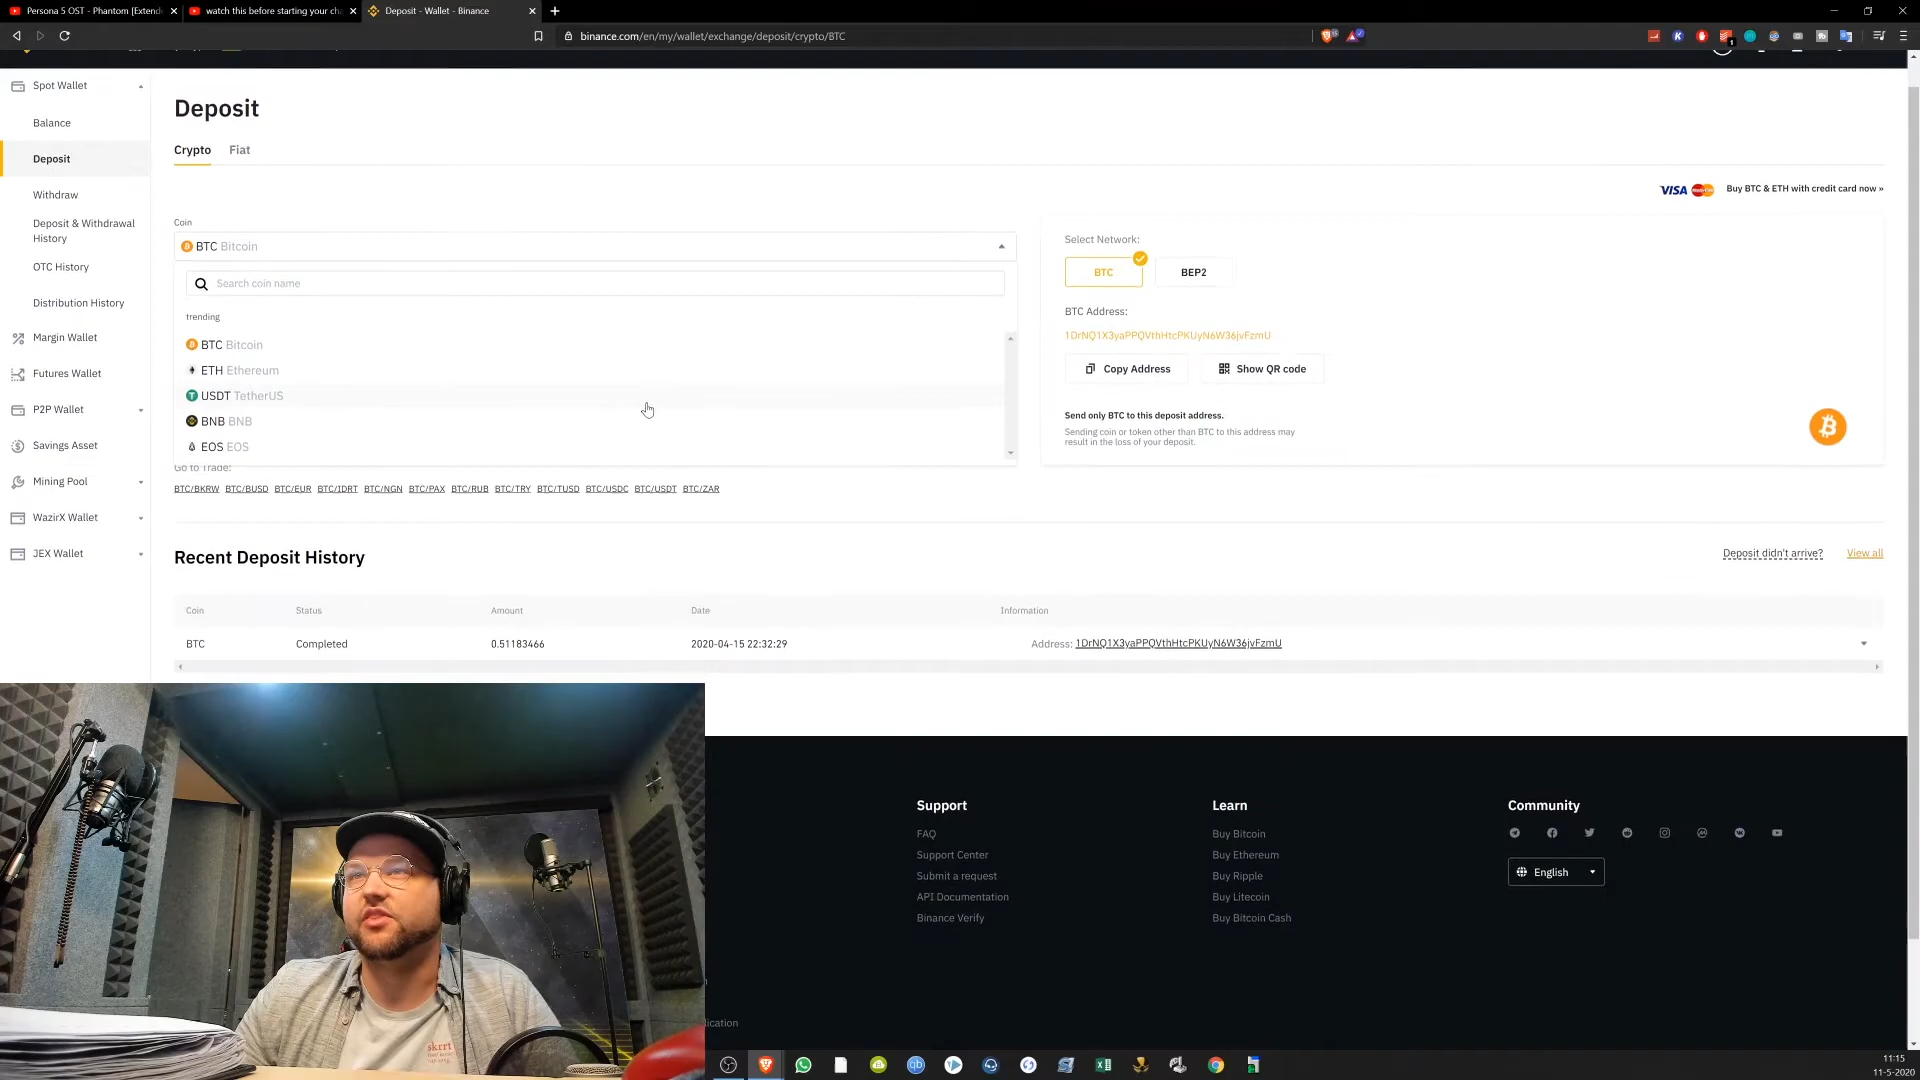 Persona 5 OST - Phantom [Extend
watch this before starting your ch
Deposit - Wallet - Binance
binance.com/en/my/wallet/exchange/deposit/crypto/BTC
Spot Wallet
Balance
Deposit
Withdraw
Deposit & Withdrawal
History
OTC History
Distribution History
Margin Wallet
Futures Wallet
P2P Wallet
Savings Asset
Mining Pool
WazirX Wallet
JEX Wallet
Deposit
Crypto Fiat
VISA Buy BTC & ETH with credit card now »
Coin
BTC Bitcoin
Search coin name
trending
BTC Bitcoin
ETH Ethereum
USDT TetherUS
BNB BNB
EOS EOS
Go to Trade:
BTC/BKRW BTC/BUSD BTC/EUR BTC/IDRT BTC/NGN BTC/PAX BTC/RUB BTC/TRY BTC/TUSD BTC/USDC BTC/USDT BTC/ZAR
Select Network:
BTC BEP2
BTC Address:
1DrNQ1X3yaPPQVthHtcPKUyN6W36jvFzmU
Copy Address Show QR code
Send only BTC to this deposit address.
Sending coin or token other than BTC to this address may
result in the loss of your deposit.
Recent Deposit History
Deposit didn't arrive? View all
Coin Status Amount Date Information
BTC Completed 0.51183466 2020-04-15 22:32:29 Address: 1DrNQ1X3yaPPQVthHtcPKUyN6W36jvFzmU
Support
FAQ
Support Center
Submit a request
API Documentation
Binance Verify
Learn
Buy Bitcoin
Buy Ethereum
Buy Ripple
Buy Litecoin
Buy Bitcoin Cash
Community
English
lication
skrrt
11:15
11-5-2020